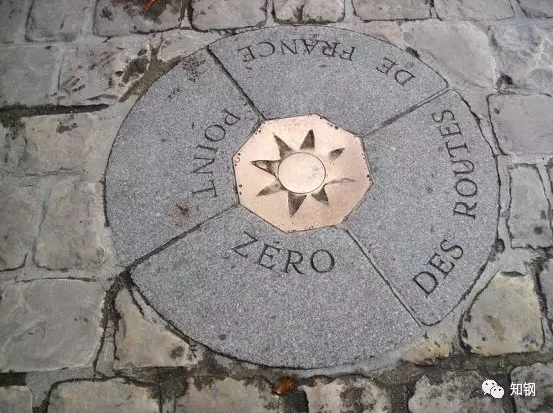 POINT
ZÉRO
DES ROUTES
DE FRANCE
知钢